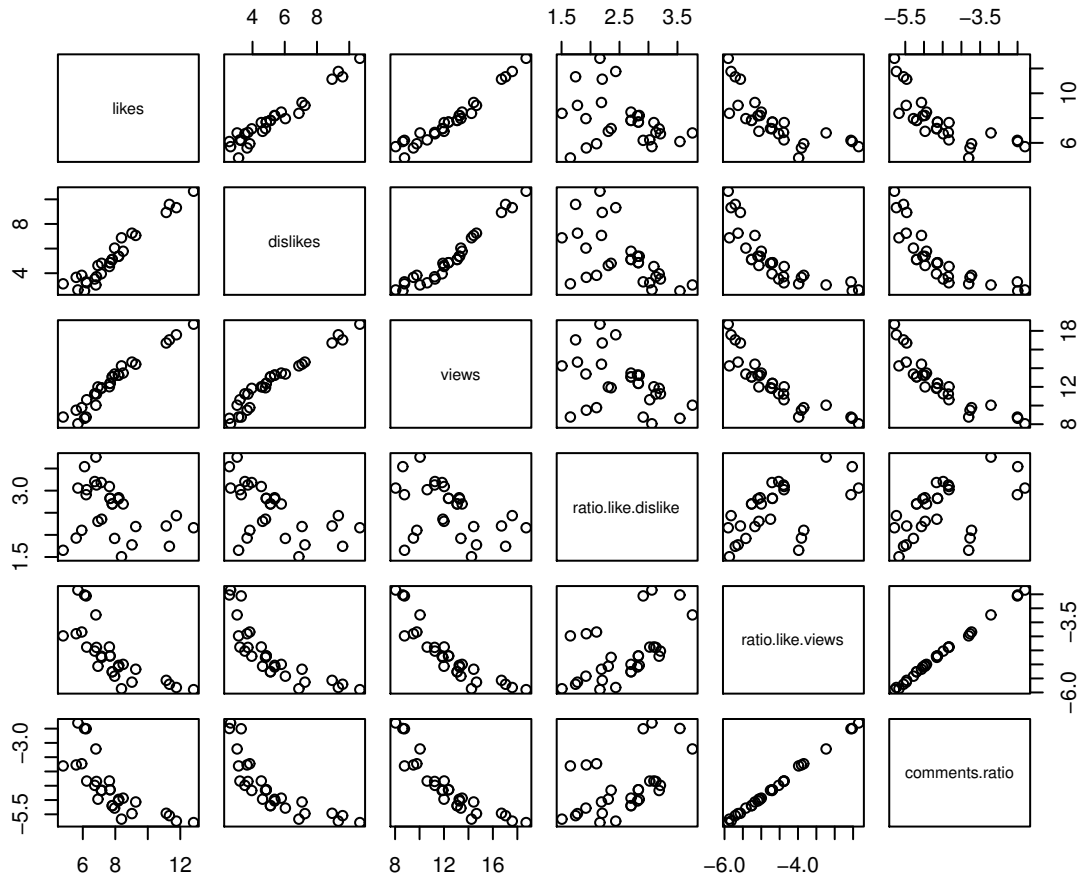 4 6 8
1.5 2.5 3.5
−5.5 −3.5
likes
6 10
4 8
dislikes
views
8 12 18
1.5 3.0
ratio.like.dislike
ratio.like.views
−6.0 −3.5
−5.5 −3.0
comments.ratio
6 8 12
8 12 16
−6.0 −4.0